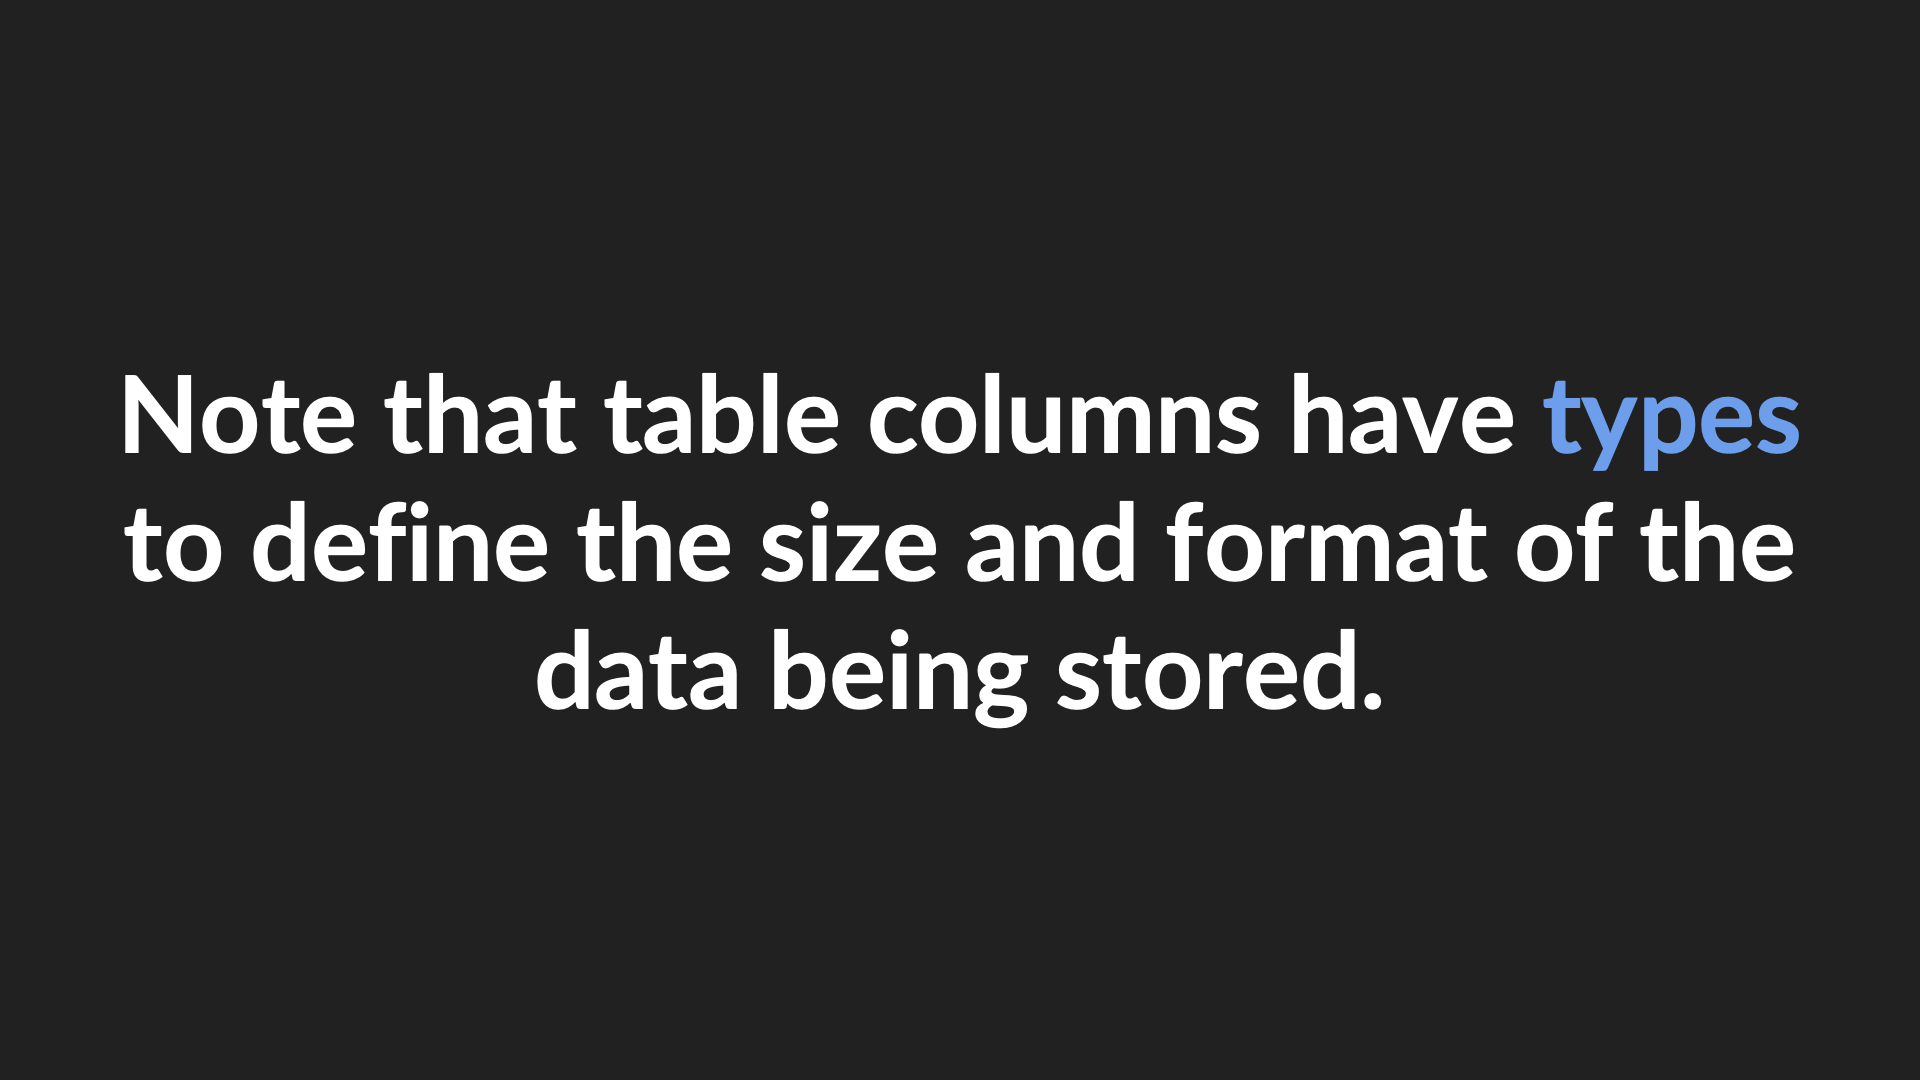 Note that table columns have types
to define the size and format of the
data being stored.